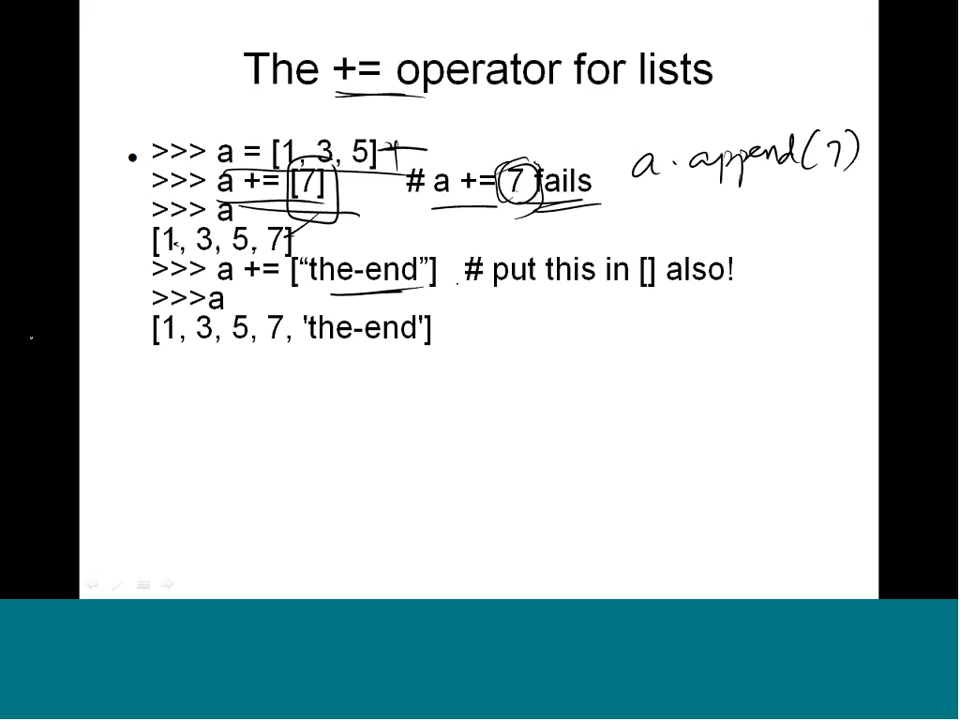 The += operator for lists
• >>> a = [1, 3, 5]
a.append(7)
>>> a += [7] # a += 7 fails
>>> a
[1, 3, 5, 7]
>>> a += [“the-end”] # put this in [] also!
>>>a
[1, 3, 5, 7, 'the-end']